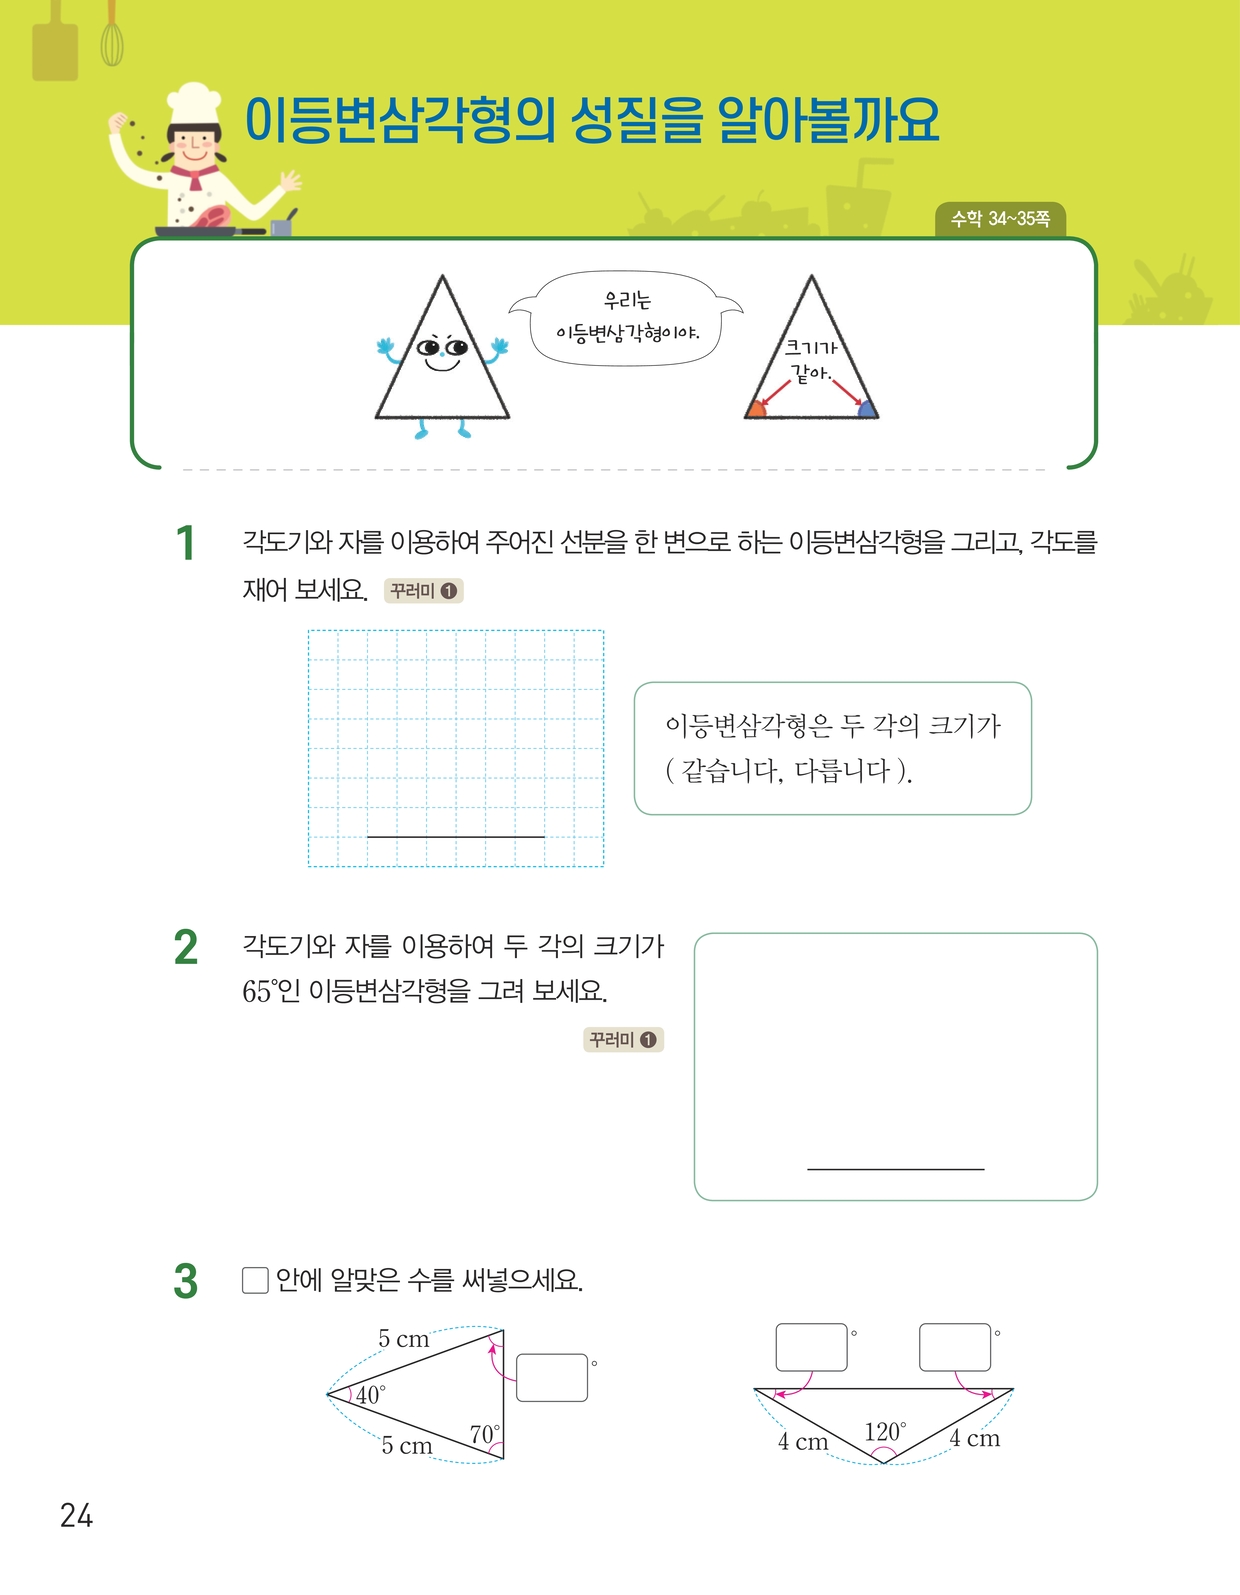 이등변삼각형의 성질을 알아볼까요
수학 34~35쪽
우리는
이등변삼각형이야.
크기가
같아.
1 각도기와 자를 이용하여 주어진 선분을 한 변으로 하는 이등변삼각형을 그리고, 각도를
재어 보세요. 꾸러미 1
이등변삼각형은 두 각의 크기가
( 같습니다, 다릅니다 ).
2 각도기와 자를 이용하여 두 각의 크기가
65°인 이등변삼각형을 그려 보세요.
꾸러미 1
3 □ 안에 알맞은 수를 써넣으세요.
5 cm
40°
70°
5 cm
°
° °
4 cm 120° 4 cm
24